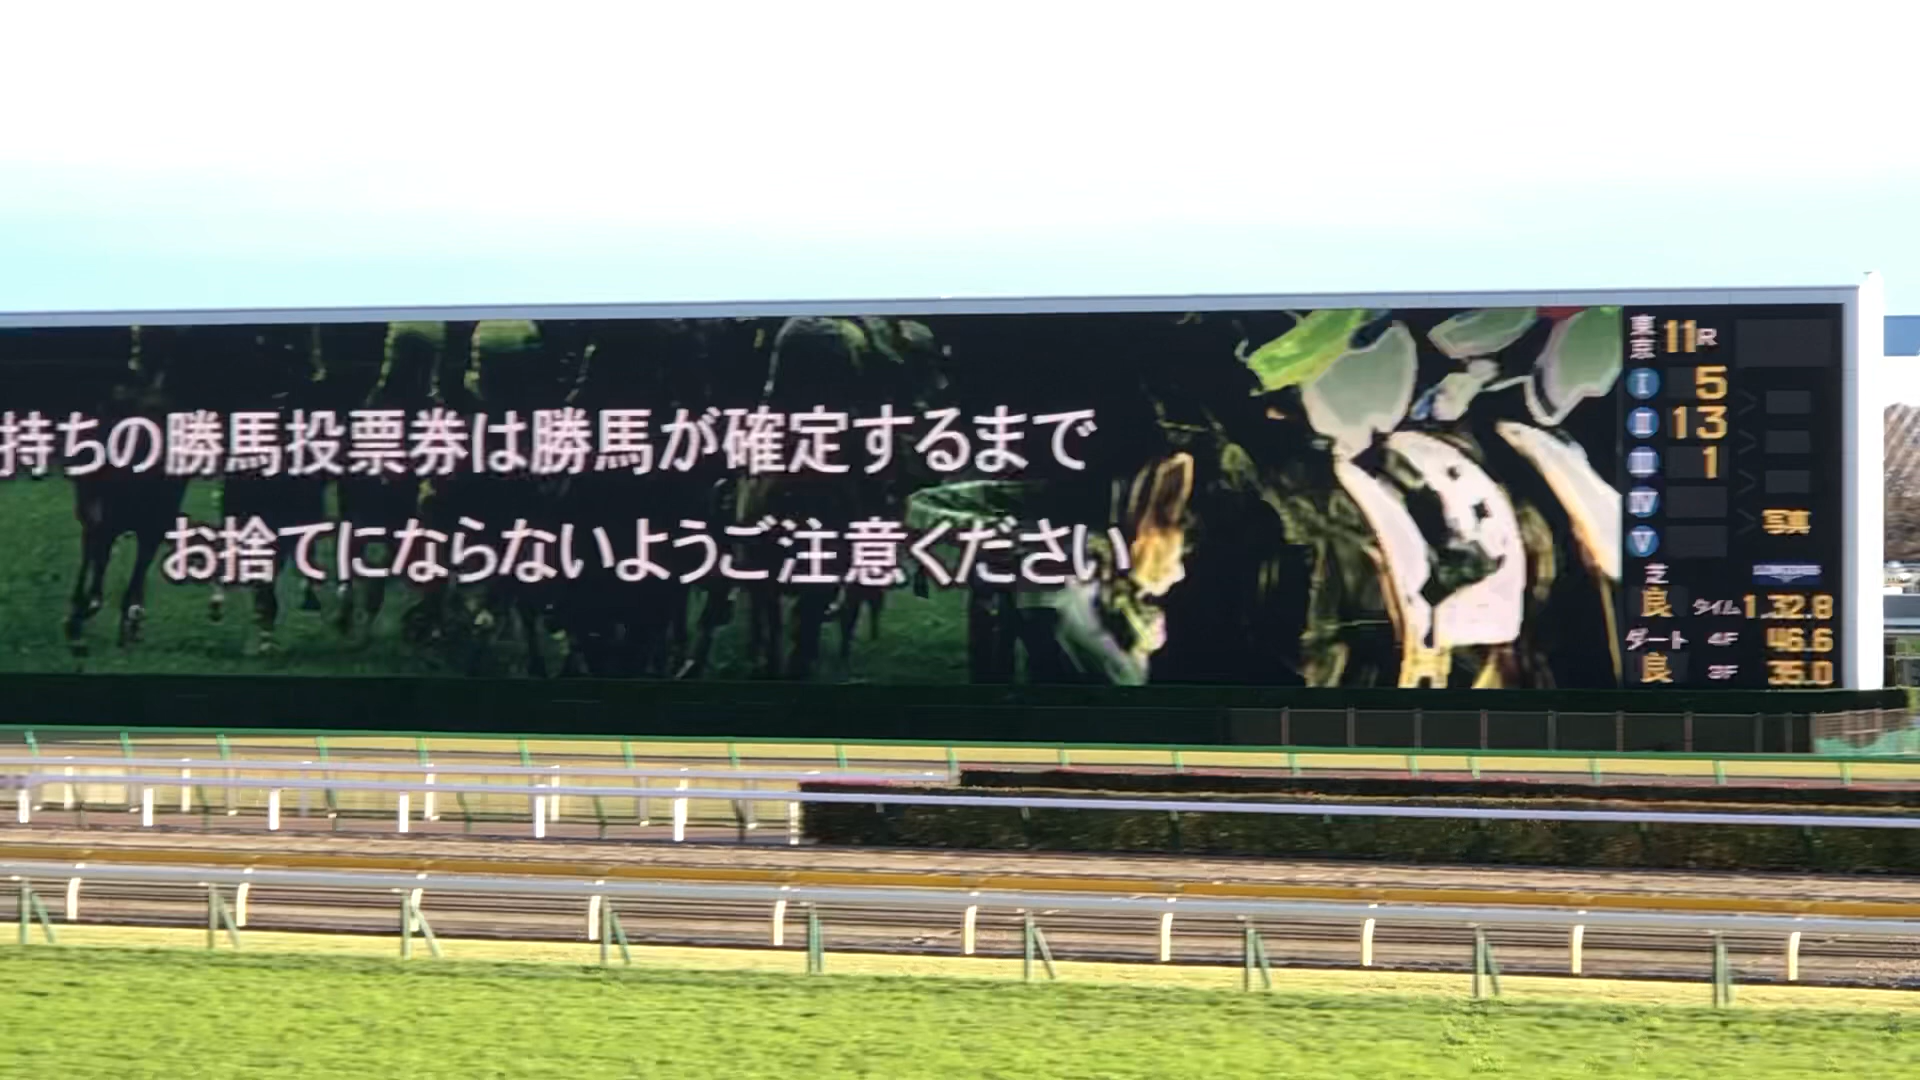 持ちの勝馬投票券は勝馬が確定するまで
お捨てにならないようご注意ください
東京 11R
I 5
II 13
III 1
IV
V 写真
芝
良 タイム 1.32.8
ダート 4F 46.6
良 3F 35.0